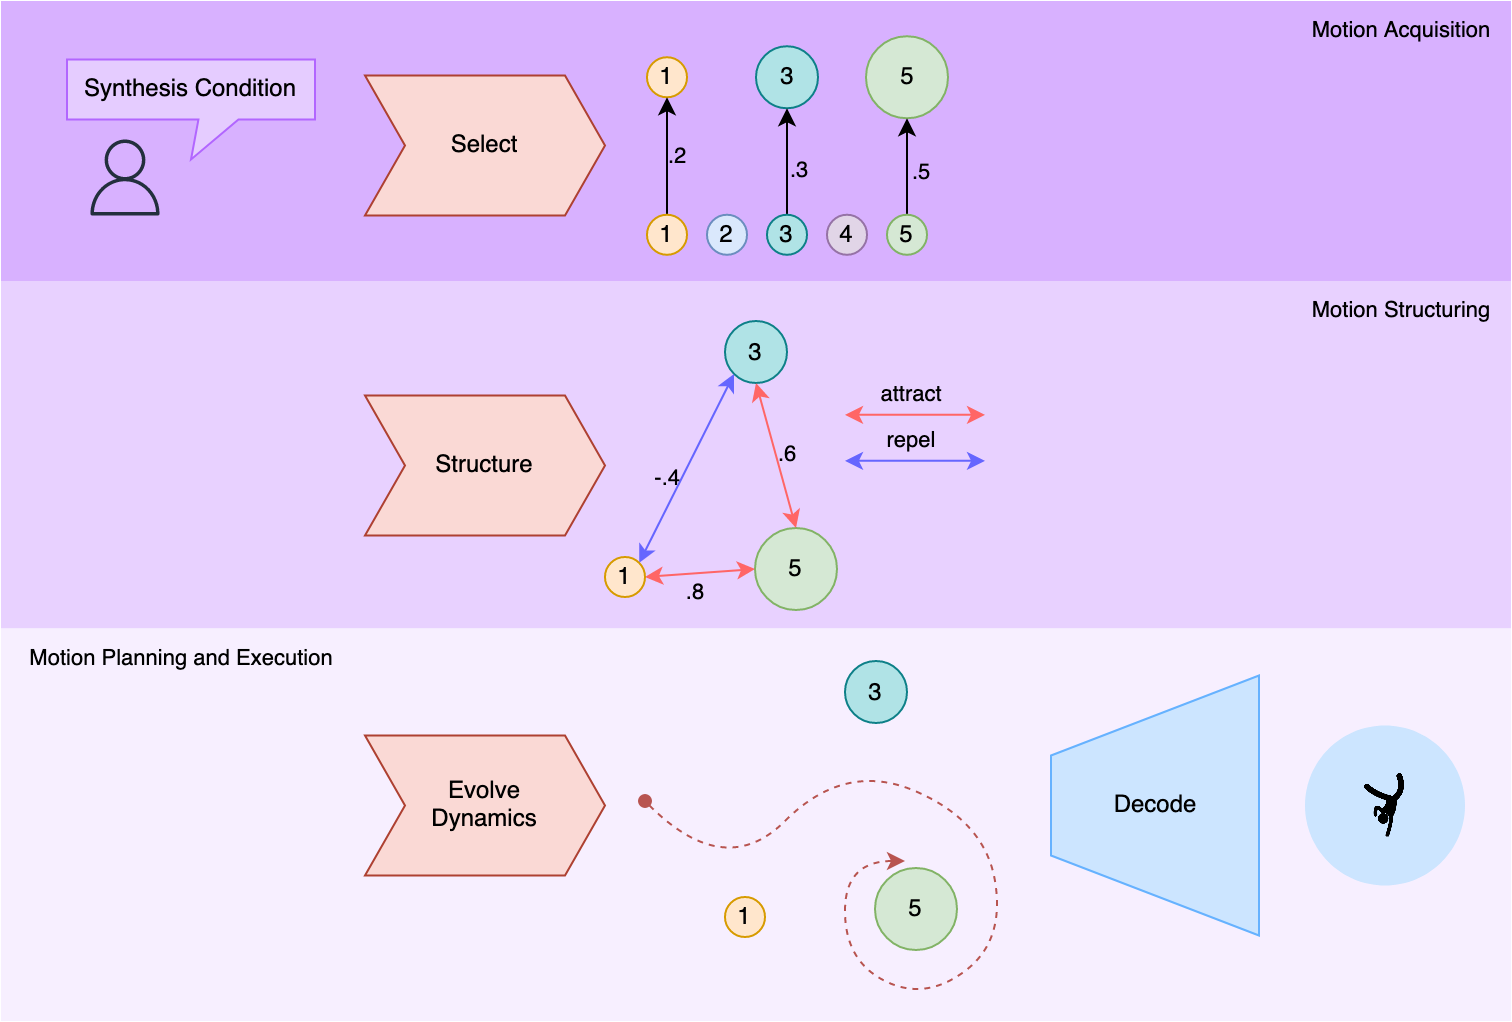 Motion Acquisition
Synthesis Condition
Select
1
3
5
.2
.3
.5
1
2
3
4
5
Motion Structuring
3
attract
repel
.6
-.4
Structure
1
5
.8
Motion Planning and Execution
3
Evolve
Dynamics
Decode
1
5